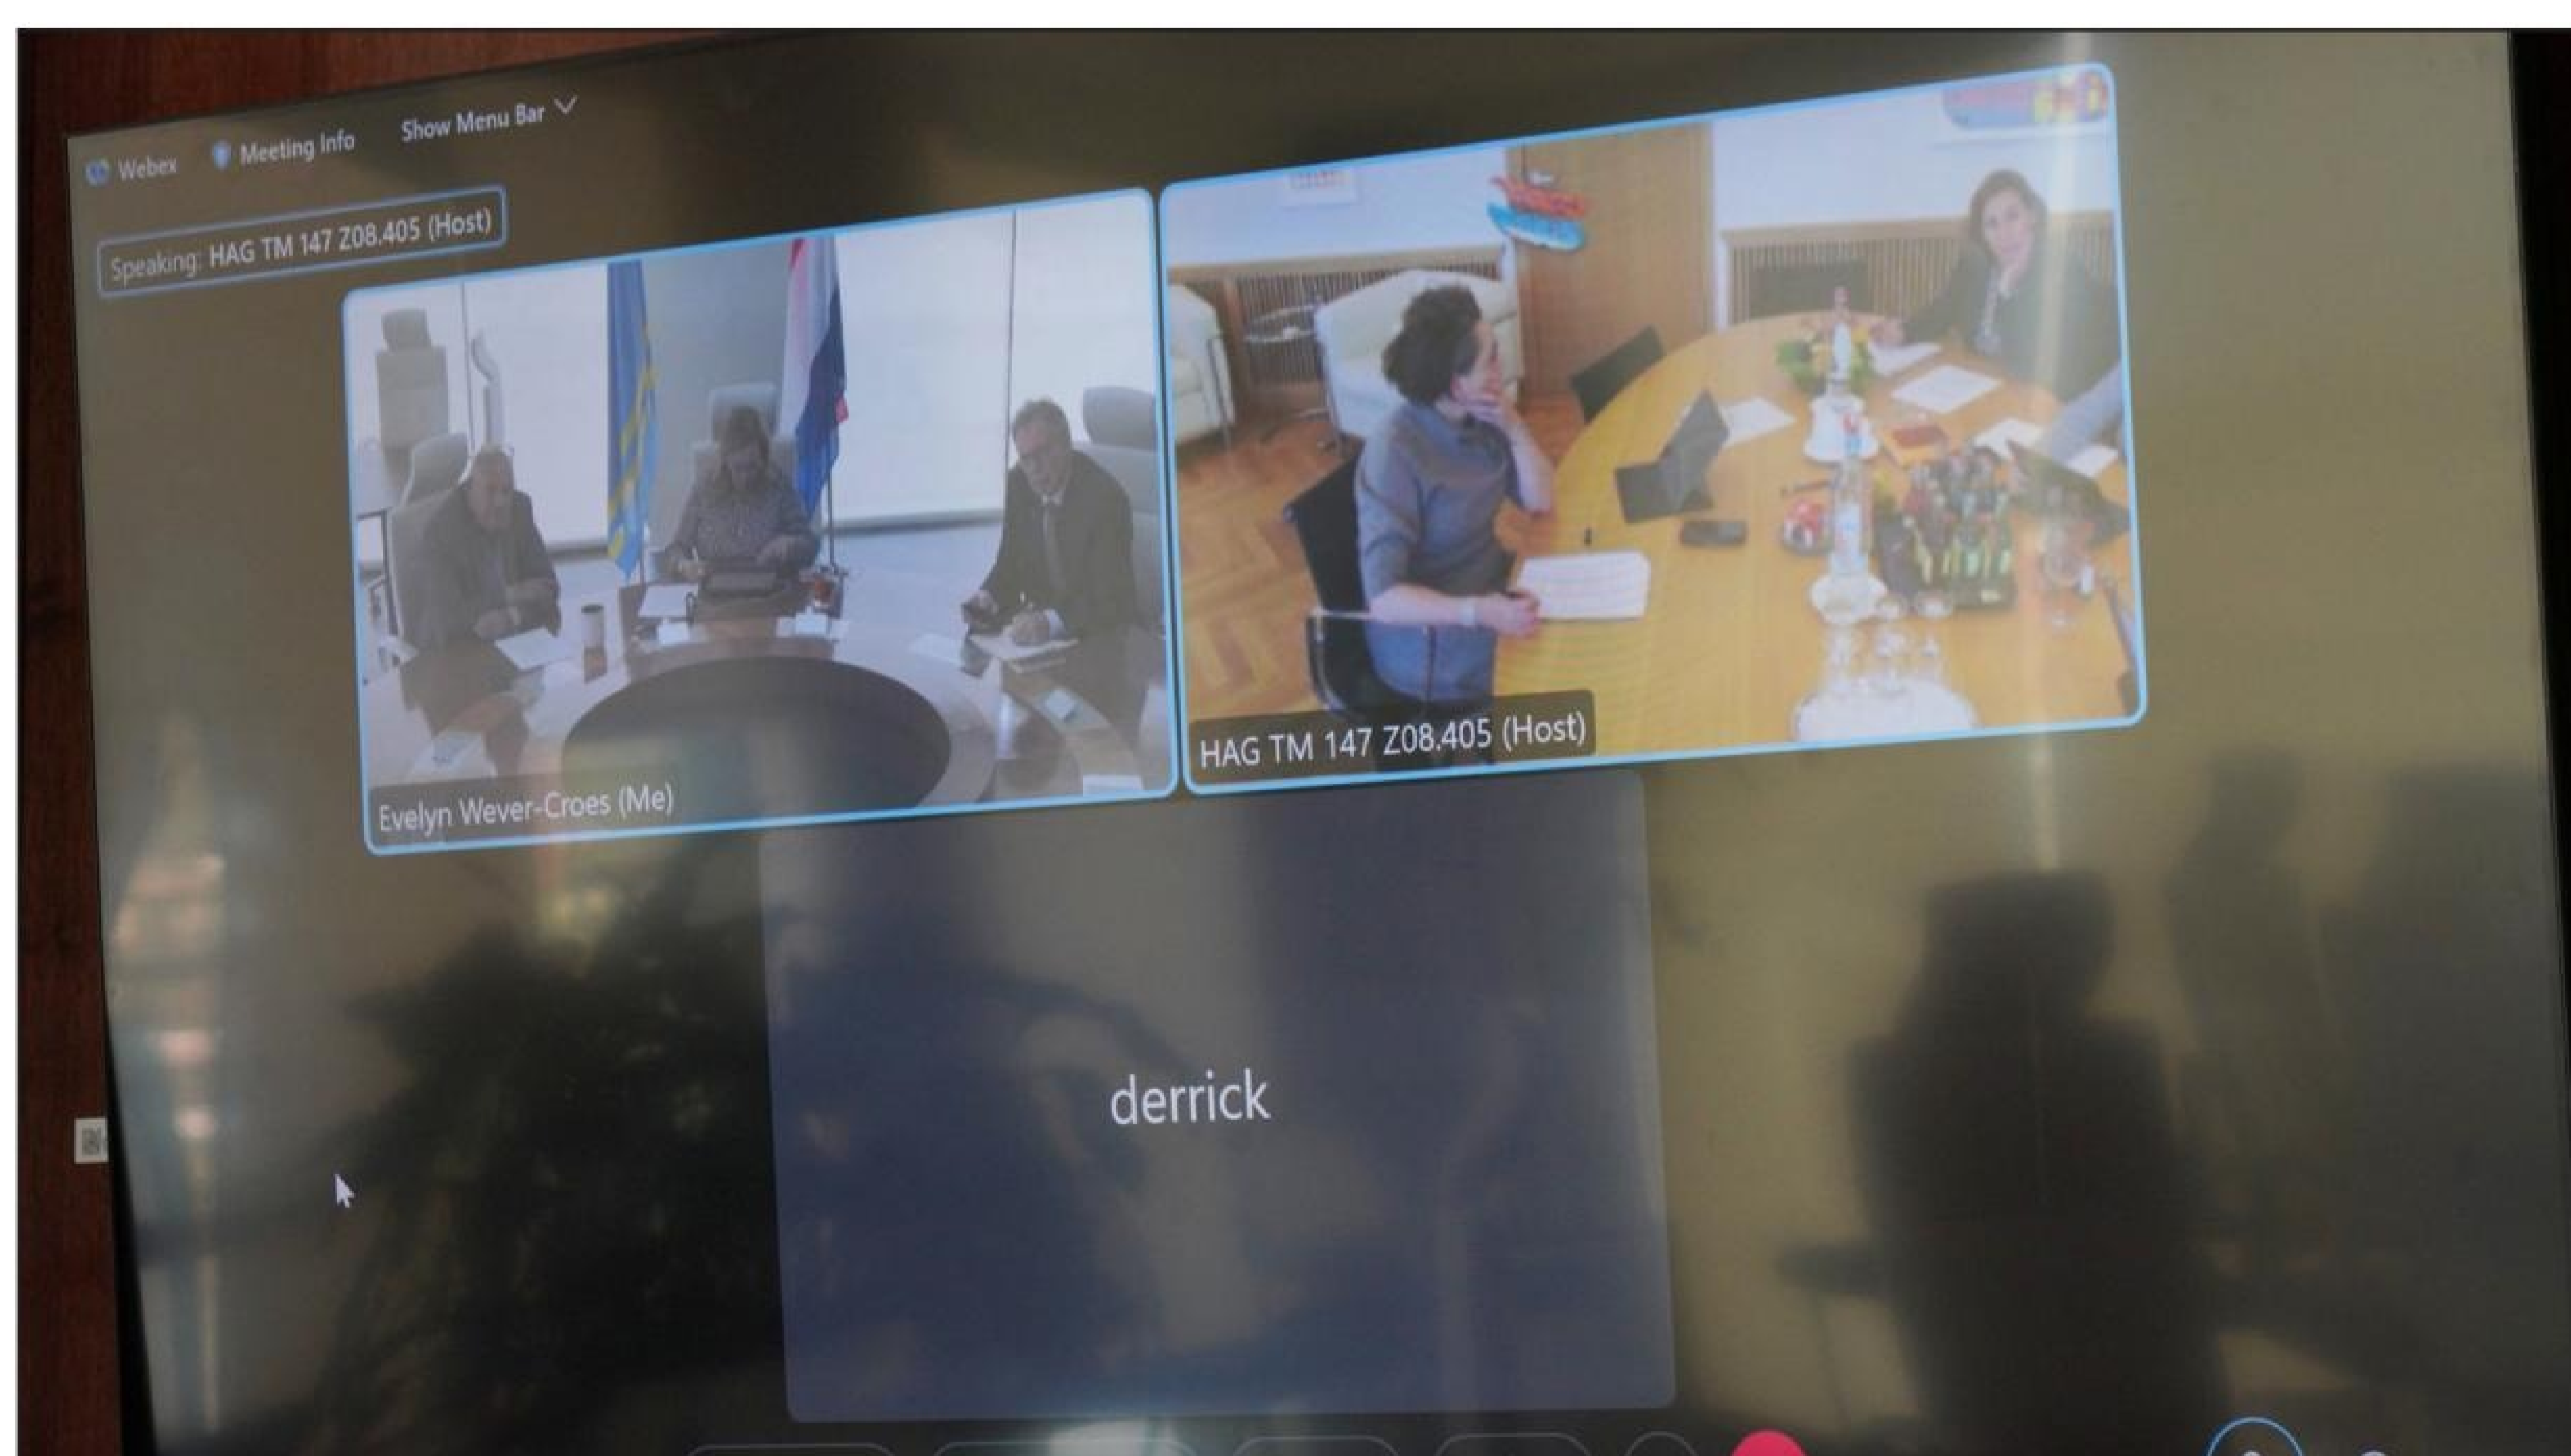 Webex
Meeting Info
Show Menu Bar
Speaking: HAG TM 147 Z08.405 (Host)
Evelyn Wever-Croes (Me)
HAG TM 147 Z08.405 (Host)
derrick